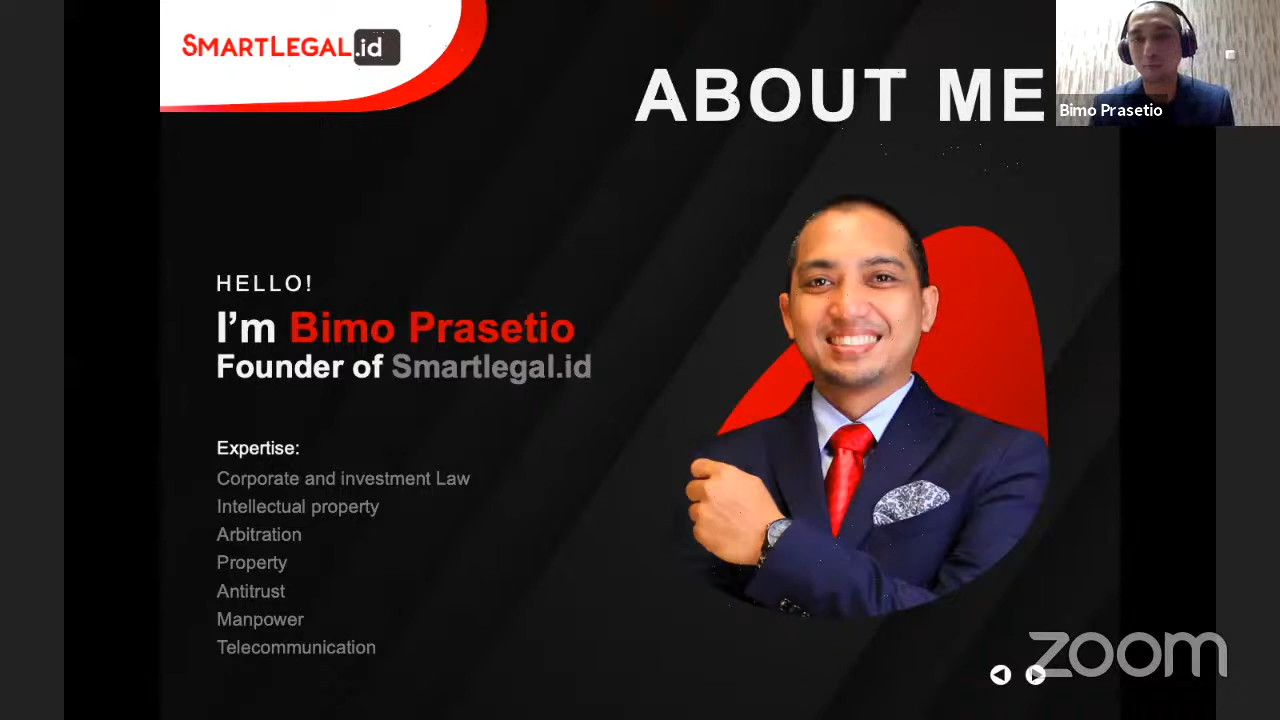 SMARTLEGAL.id
ABOUT ME
Bimo Prasetio
HELLO!
I'm Bimo Prasetio
Founder of Smartlegal.id
Expertise:
Corporate and investment Law
Intellectual property
Arbitration
Property
Antitrust
Manpower
Telecommunication
zoom